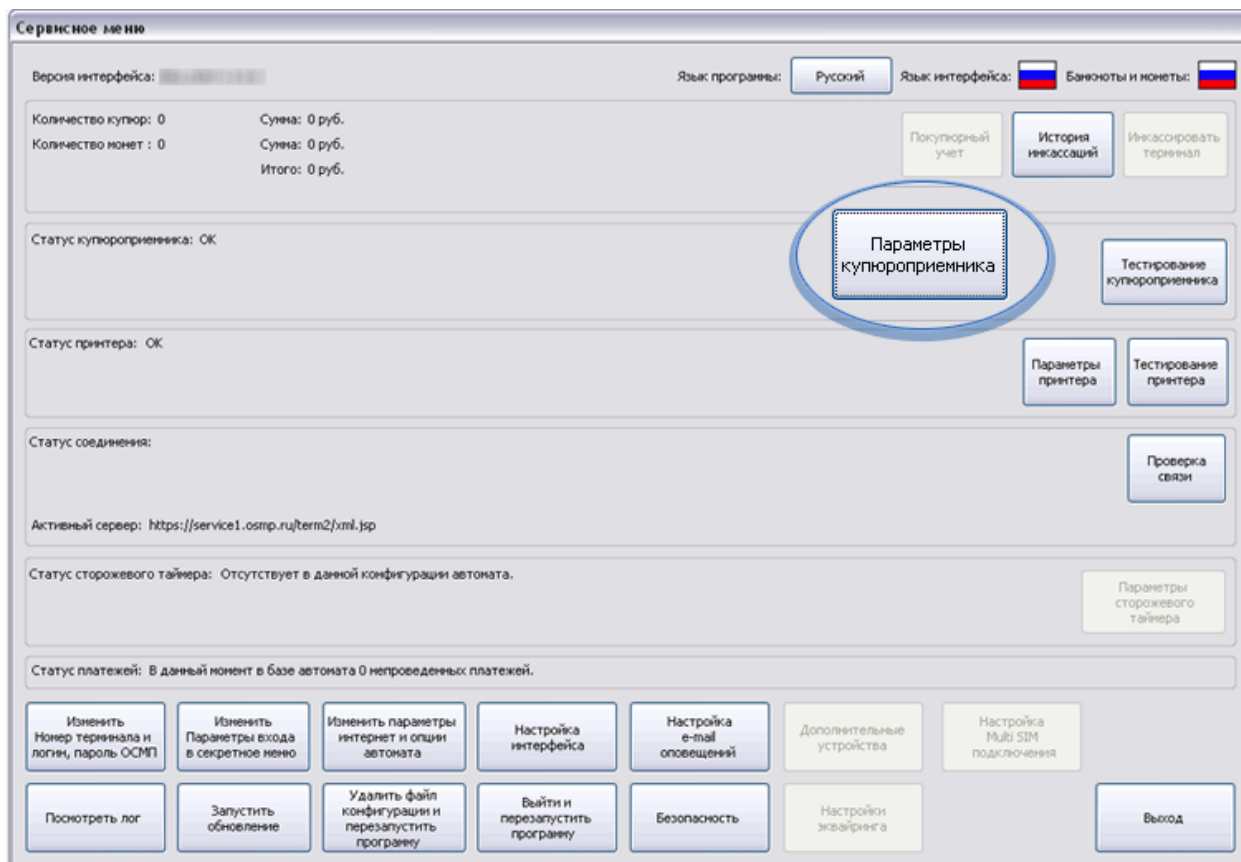 Сервисное меню
Версия интерфейса:
Язык программы: Русский Язык интерфейса: Банкноты и монеты:
Количество купюр: 0 Сумма: 0 руб.
Количество монет : 0 Сумма: 0 руб.
Итого: 0 руб.
Покупюрный
учет
История
инкассаций
Инкассировать
терминал
Статус купюроприемника: OK
Параметры
купюроприемника
Тестирование
купюроприемника
Статус принтера: OK
Параметры
принтера
Тестирование
принтера
Статус соединения:
Проверка
связи
Активный сервер: https://service1.osmp.ru/term2/xml.jsp
Статус сторожевого таймера: Отсутствует в данной конфигурации автомата.
Параметры
сторожевого
таймера
Статус платежей: В данный момент в базе автомата 0 непроведенных платежей.
Изменить
Номер терминала и
логин, пароль ОСМП
Изменить
Параметры входа
в секретное меню
Изменить параметры
интернет и опции
автомата
Настройка
интерфейса
Настройка
e-mail
оповещений
Дополнительные
устройства
Настройка
Multi SIM
подключения
Посмотреть лог
Запустить
обновление
Удалить файл
конфигурации и
перезапустить
программу
Выйти и
перезапустить
программу
Безопасность
Настройки
эквайринга
Выход